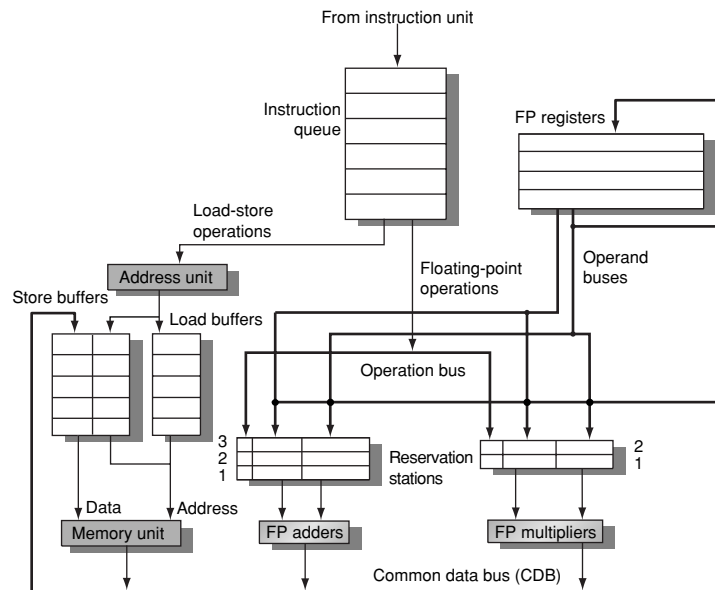 From instruction unit
Instruction
queue
FP registers
Load-store
operations
Address unit
Floating-point
operations
Operand
buses
Store buffers
Load buffers
Operation bus
3
2
1
Reservation
stations
2
1
Data
Address
Memory unit
FP adders
FP multipliers
Common data bus (CDB)